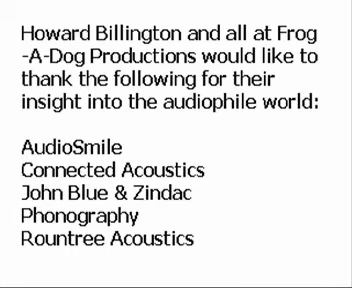 Howard Billington and all at Frog
-A-Dog Productions would like to
thank the following for their
insight into the audiophile world:
AudioSmile
Connected Acoustics
John Blue & Zindac
Phonography
Rountree Acoustics